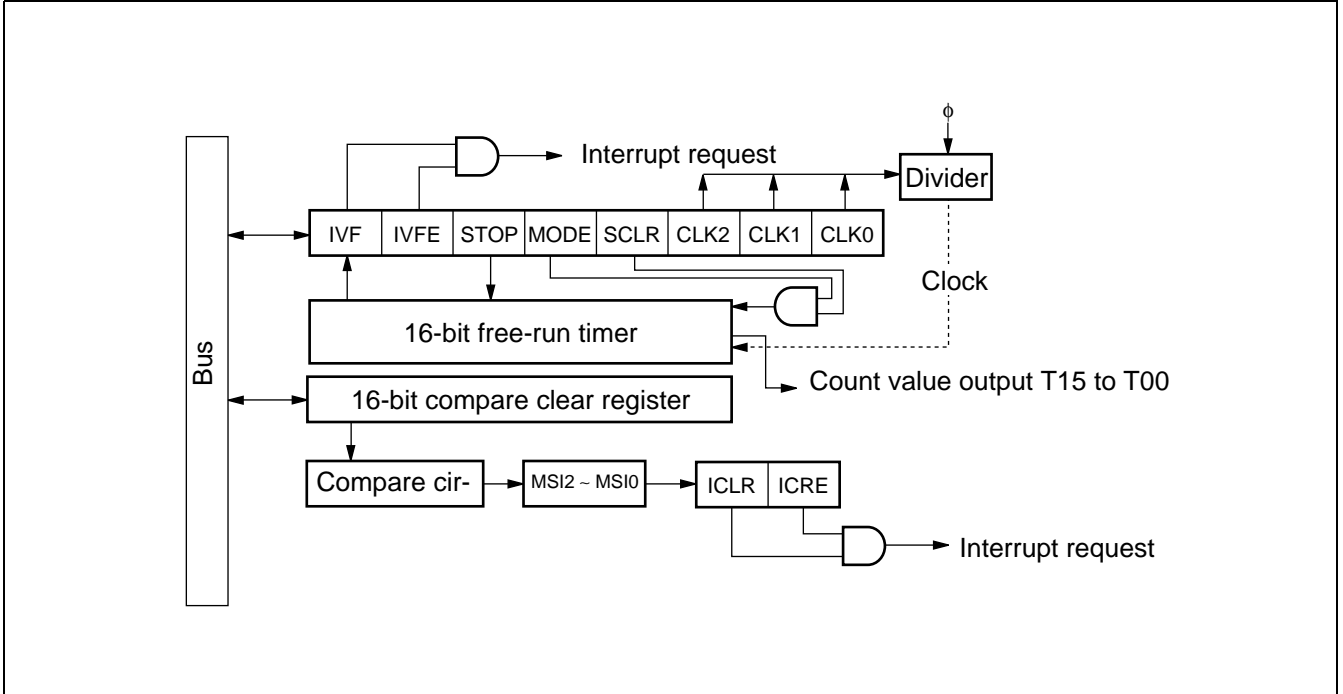 ϕ
Interrupt request
Divider
IVF IVFE STOP MODE SCLR CLK2 CLK1 CLK0
Clock
16-bit free-run timer
Bus
Count value output T15 to T00
16-bit compare clear register
Compare cir-
MSI2 ~ MSI0
ICLR ICRE
Interrupt request